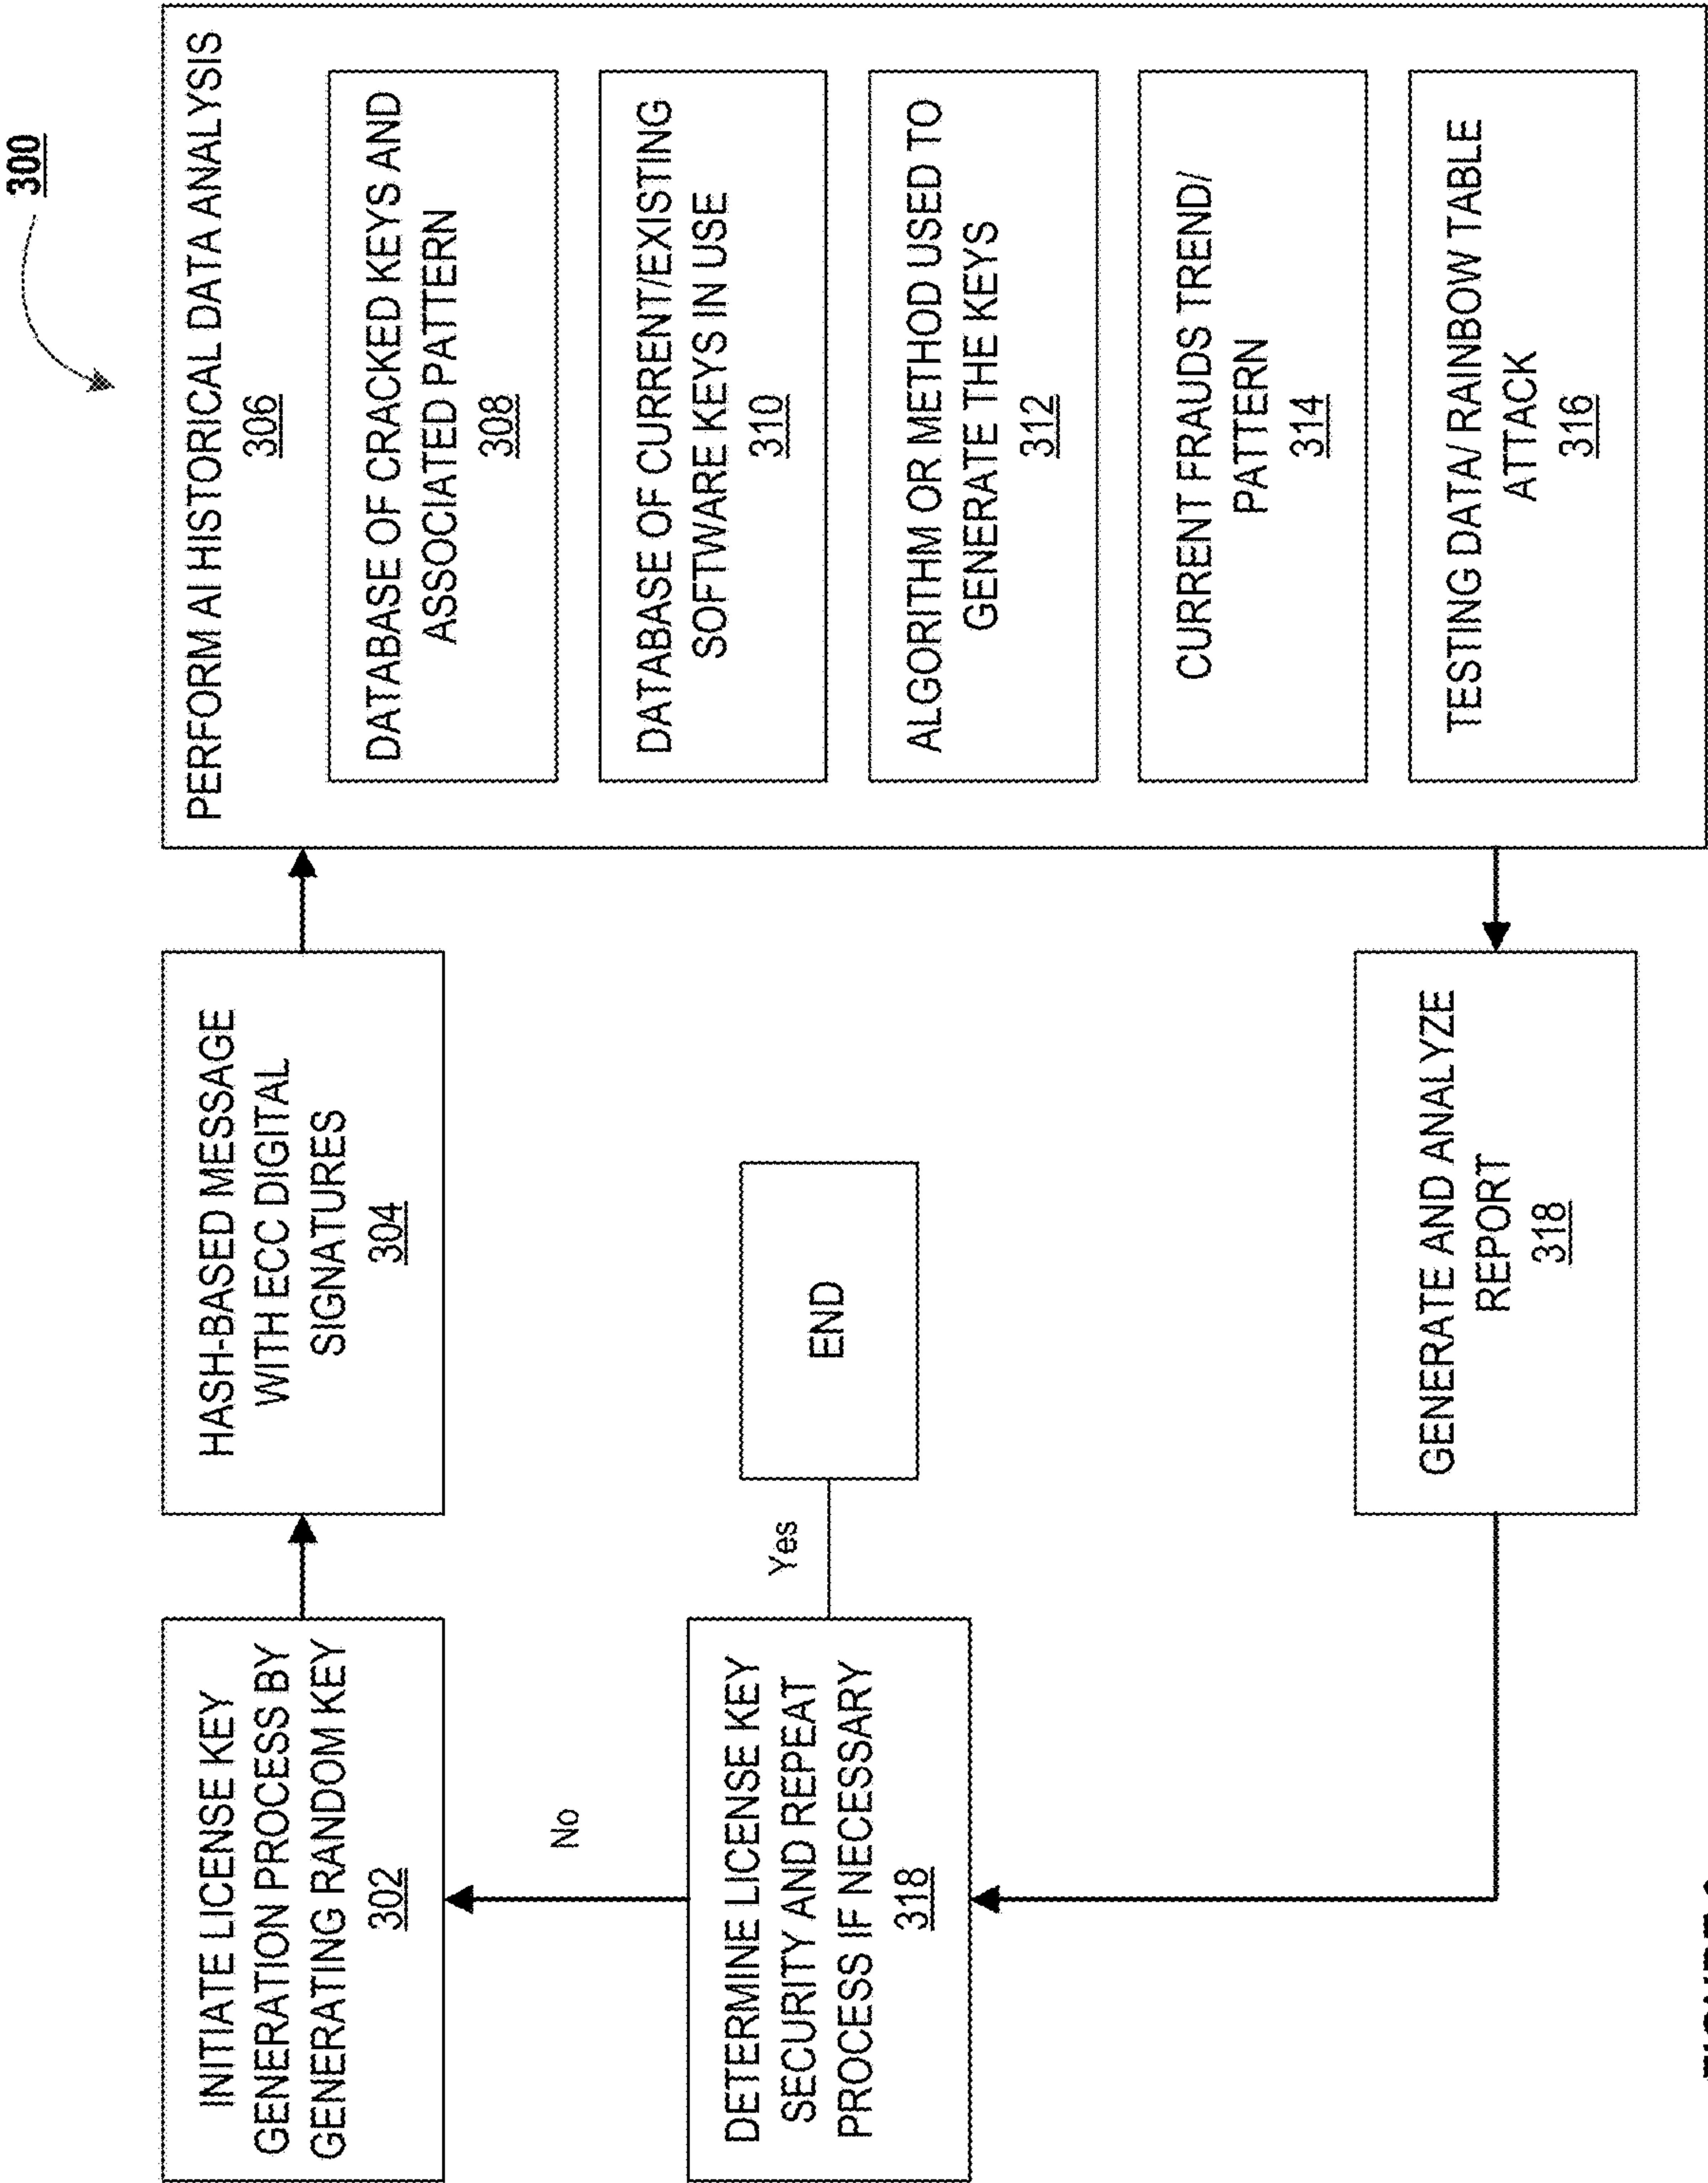 300
INITIATE LICENSE KEY
GENERATION PROCESS BY
GENERATING RANDOM KEY
302
HASH-BASED MESSAGE
WITH ECC DIGITAL
SIGNATURES
304
PERFORM AI HISTORICAL DATA ANALYSIS
306
DATABASE OF CRACKED KEYS AND
ASSOCIATED PATTERN
308
DATABASE OF CURRENT/EXISTING
SOFTWARE KEYS IN USE
310
ALGORITHM OR METHOD USED TO
GENERATE THE KEYS
312
CURRENT FRAUDS TREND/
PATTERN
314
TESTING DATA/ RAINBOW TABLE
ATTACK
316
GENERATE AND ANALYZE
REPORT
318
DETERMINE LICENSE KEY
SECURITY AND REPEAT
PROCESS IF NECESSARY
318
No
Yes
END